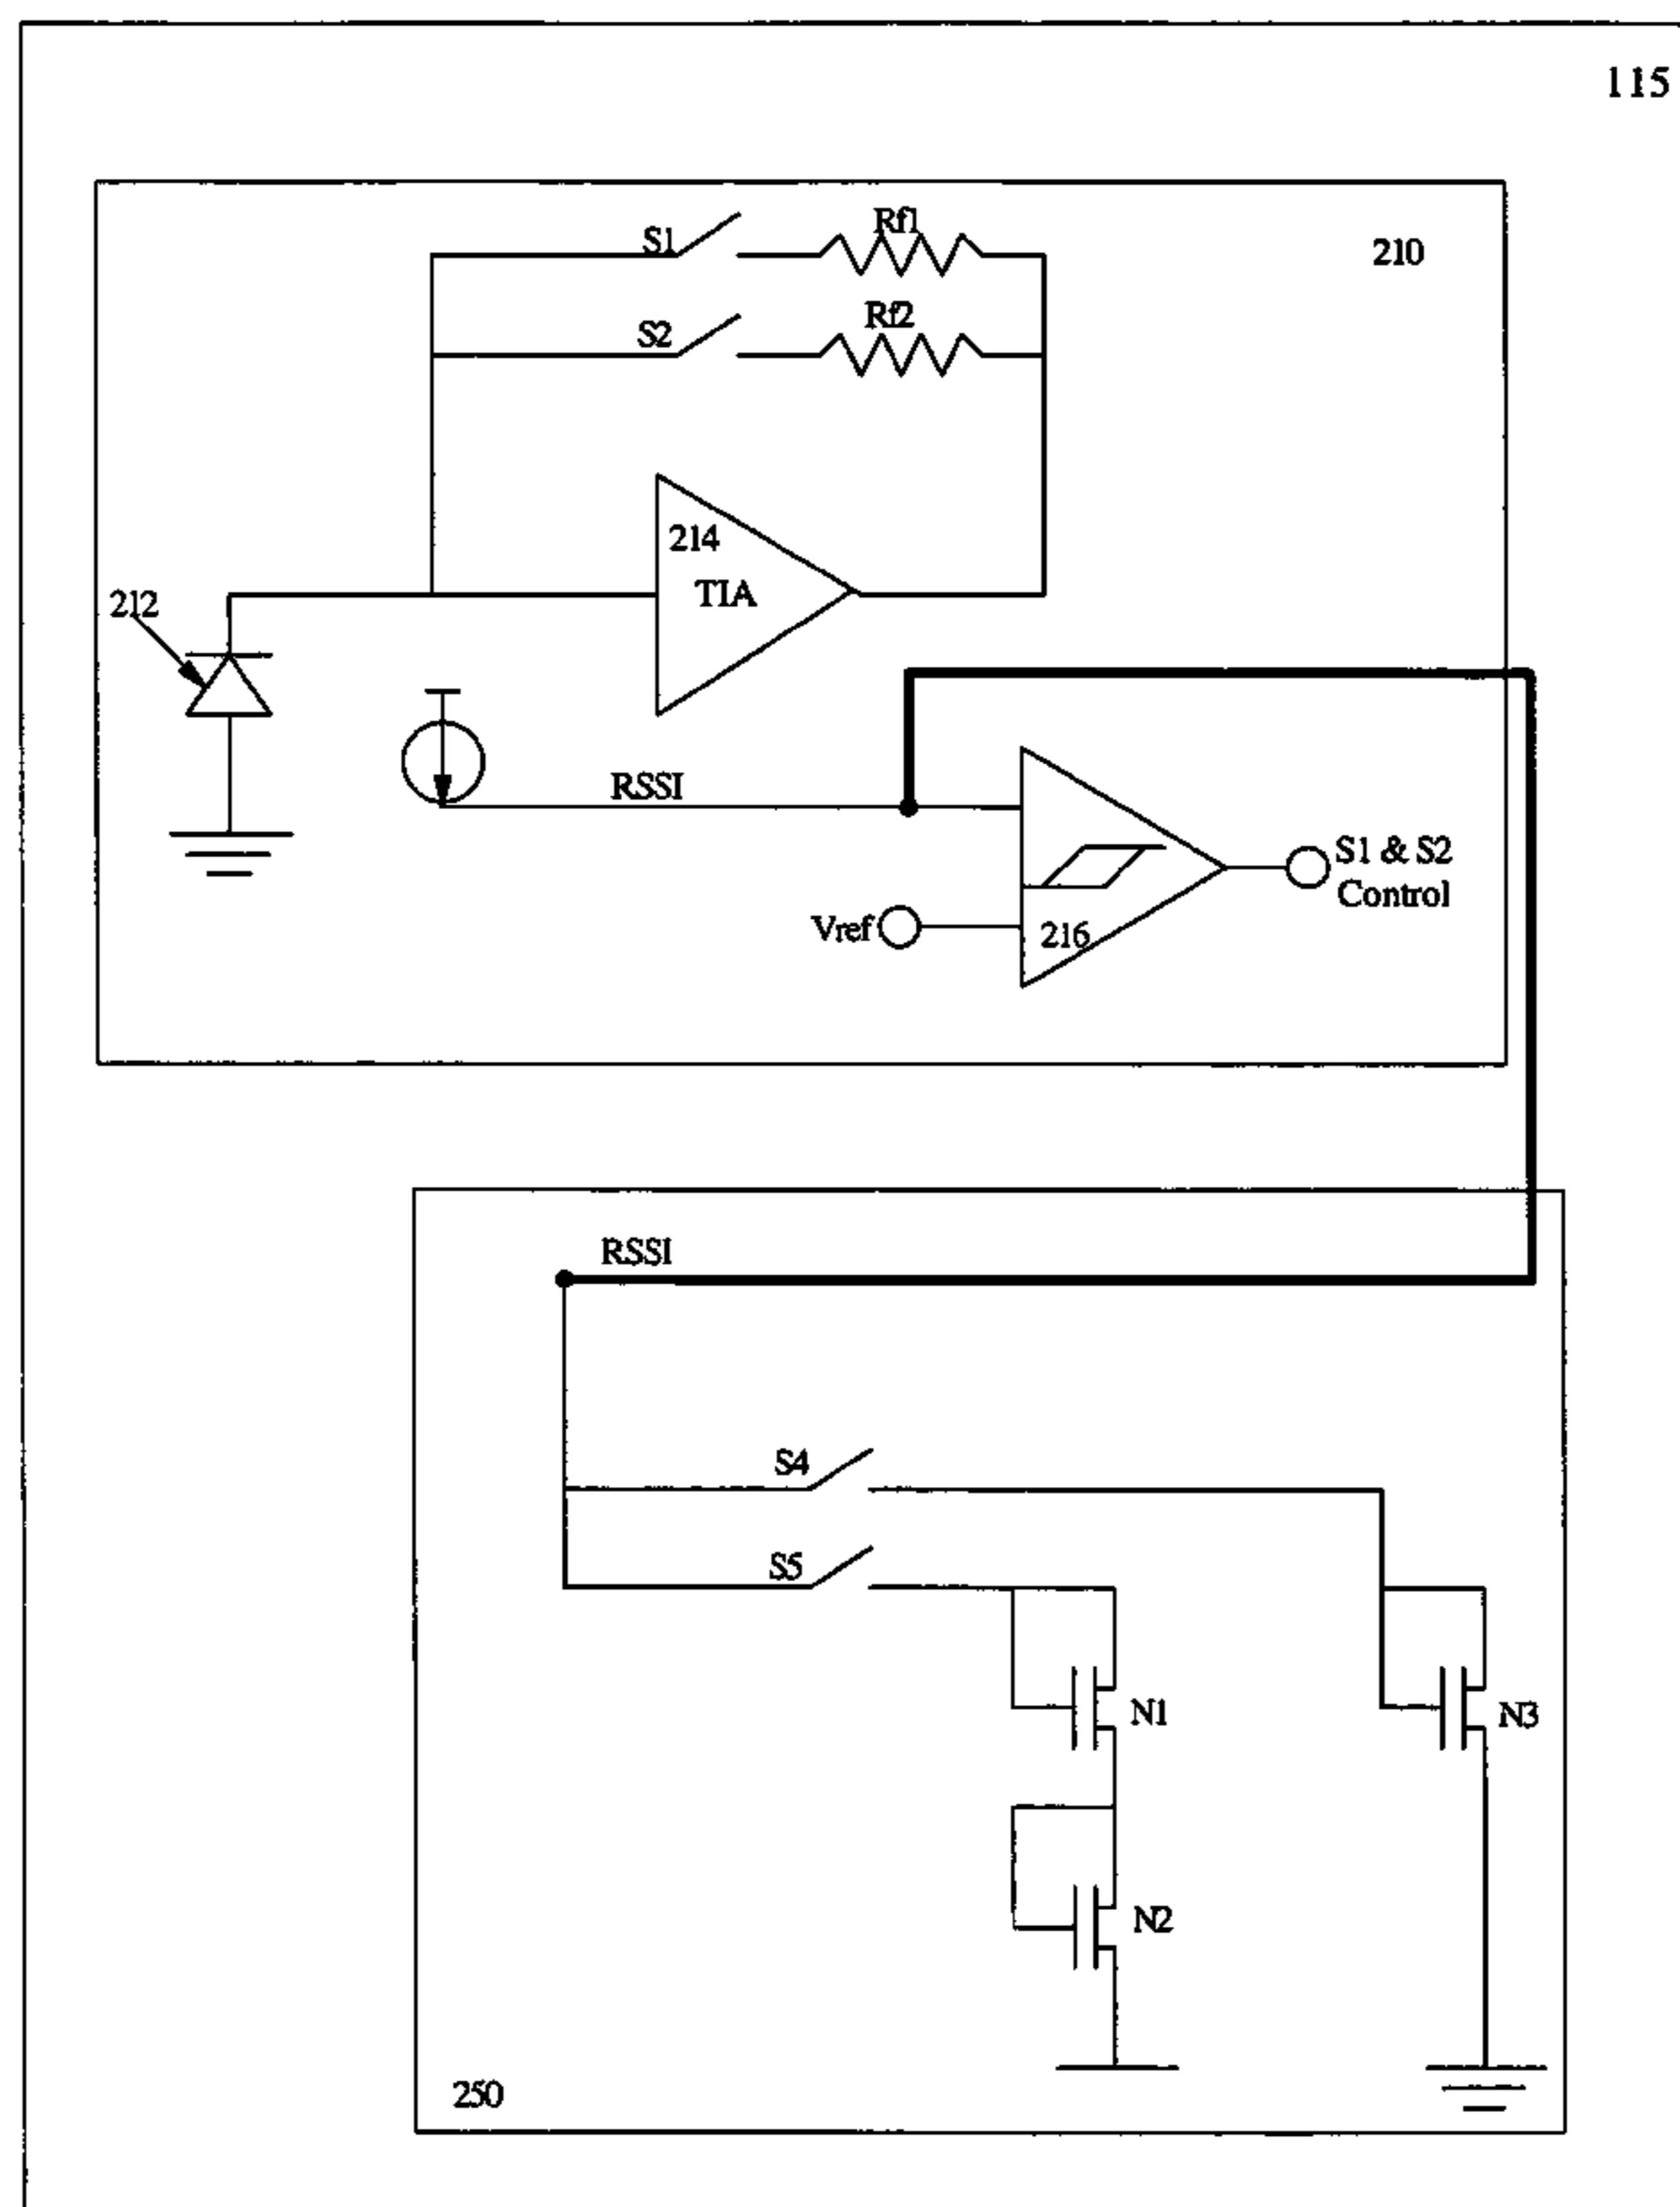 115
210
S1
Rf1
S2
Rf2
214
TIA
212
RSSI
S1 & S2
Control
Vref
216
RSSI
S4
S5
N1
N3
N2
250